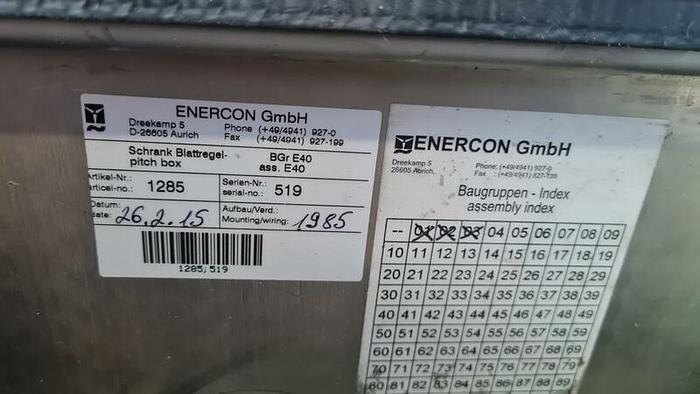 ENERCON GmbH
Dreekamp 5
D-26605 Aurich
Phone (+49/4941) 927-0
Fax (+49/4941) 927-199
Schrank Blattregel-
pitch box
BGr E40
ass. E40
Artikel-Nr.:
articel-no.:
1285
Serien-Nr.:
serial-no.:
519
Datum:
date:
26.2.15
Aufbau/Verd.:
Mounting/wiring:
1985
1285; 519
ENERCON GmbH
Dreekamp 5
26605 Aurich,
Phone: (+49/4941) 927-0
Fax : (+49/4941) 827-199
Baugruppen - Index
assembly index
-- 01 02 03 04 05 06 07 08 09
10 11 12 13 14 15 16 17 18 19
20 21 22 23 24 25 26 27 28 29
30 31 32 33 34 35 36 37 38 39
40 41 42 43 44 45 46 47 48 49
50 51 52 53 54 55 56 57 58 59
60 61 62 63 64 65 66 67 68 69
70 71 72 73 74 75 76 77 78 79
80 81 82 83 84 85 86 87 88 89